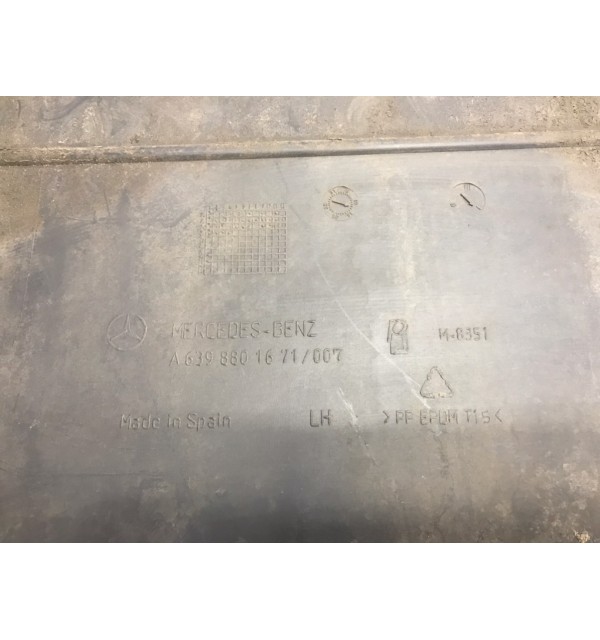 MERCEDES-BENZ
A 639 880 16 71/007
M-8351
Made in Spain
LH
>PP EPDM T15<